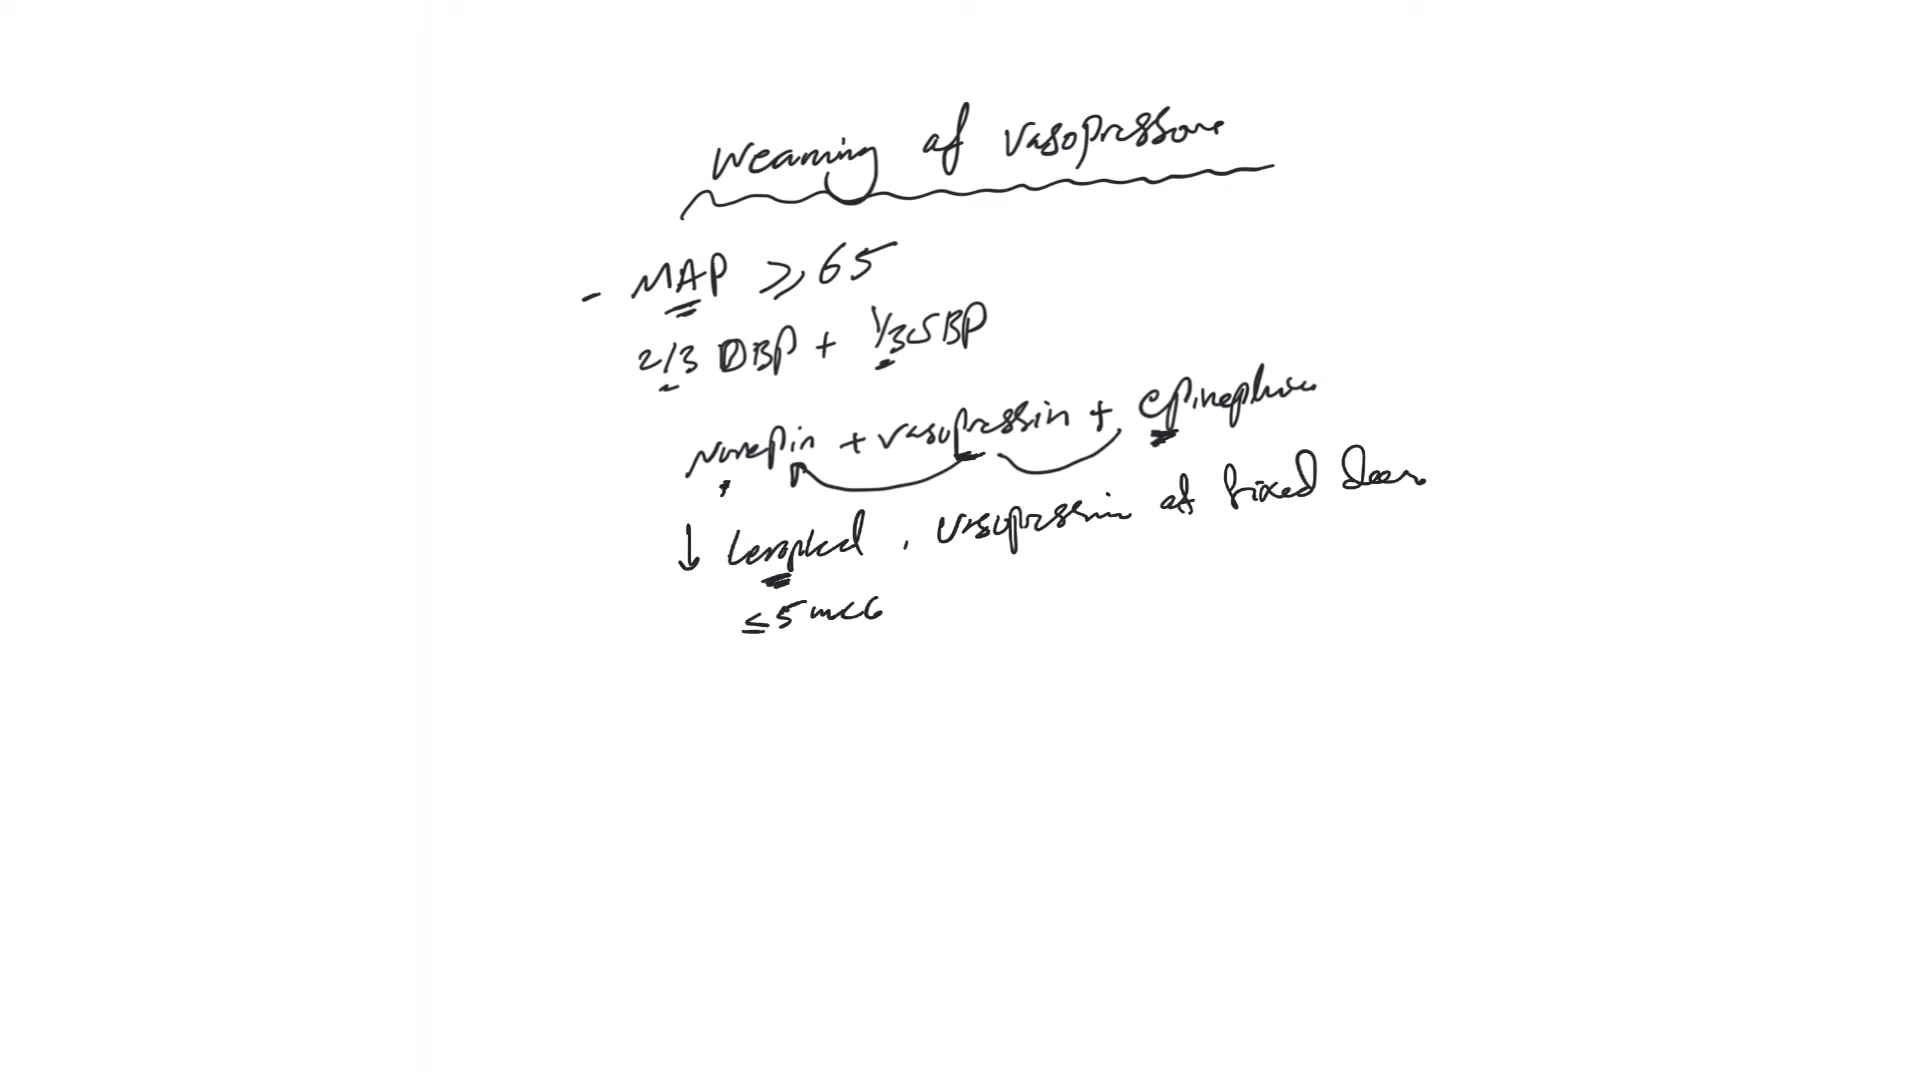 Weaning of vasopressors
- MAP ≥ 65
2/3 DBP + 1/3 SBP
Norepin + vasopressin + epinephrine
↓ levophed, vasopressin at fixed dose
≤ 5 mcg